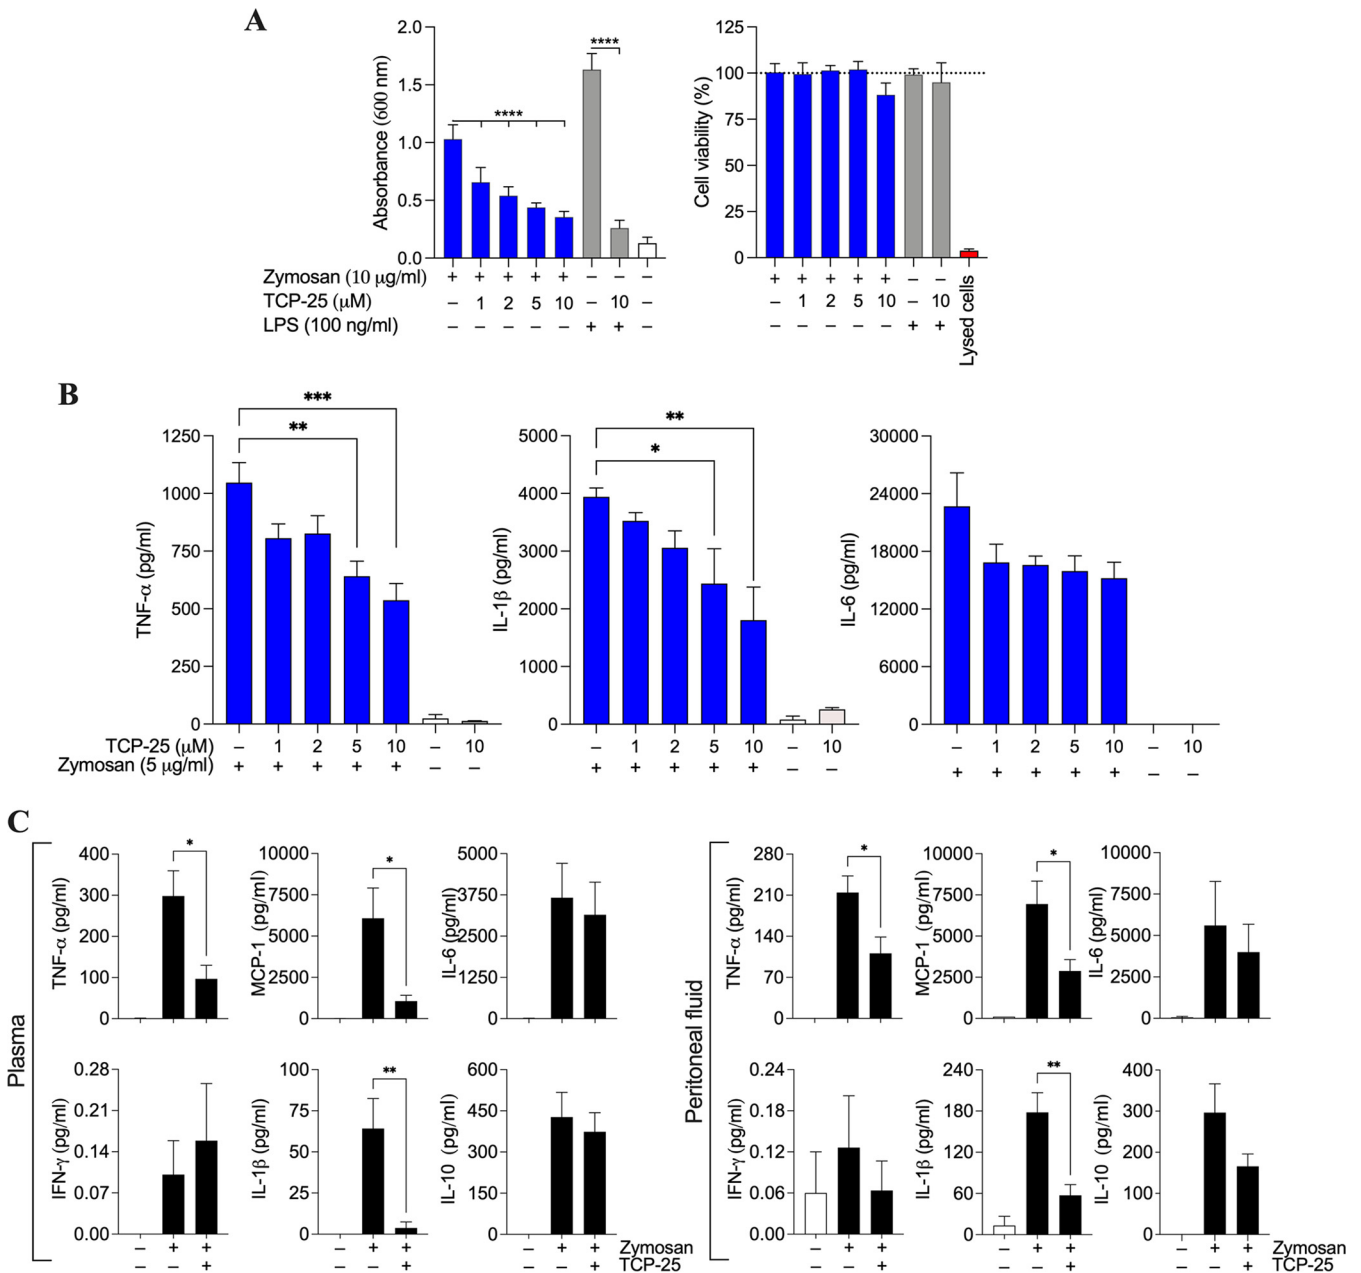 A
2.0
1.5
1.0
0.5
0.0
Absorbance (600 nm)
****
****
Zymosan (10 μg/ml) + + + + + – – –
TCP-25 (μM) – 1 2 5 10 – 10 –
LPS (100 ng/ml) – – – – – + + –
125
100
75
50
25
0
Cell viability (%)
+ + + + + – –
– 1 2 5 10 – 10
– – – – – + +
Lysed cells
B
1250
1000
750
500
250
0
TNF-α (pg/ml)
***
**
TCP-25 (μM) – 1 2 5 10 – 10
Zymosan (5 μg/ml) + + + + + – –
5000
4000
3000
2000
1000
0
IL-1β (pg/ml)
**
*
– 1 2 5 10 – 10
+ + + + + – –
30000
24000
18000
12000
6000
0
IL-6 (pg/ml)
– 1 2 5 10 – 10
+ + + + + – –
C
Plasma
400
300
200
100
0
TNF-α (pg/ml)
*
10000
7500
5000
2500
0
MCP-1 (pg/ml)
*
5000
3750
2500
1250
0
IL-6 (pg/ml)
0.28
0.21
0.14
0.07
0.00
IFN-γ (pg/ml)
– + +
– – +
100
75
50
25
0
IL-1β (pg/ml)
**
– + +
– – +
600
450
300
150
0
IL-10 (pg/ml)
– + + Zymosan
– – + TCP-25
Peritoneal fluid
280
210
140
70
0
TNF-α (pg/ml)
*
10000
7500
5000
2500
0
MCP-1 (pg/ml)
*
10000
7500
5000
2500
0
IL-6 (pg/ml)
0.24
0.18
0.12
0.06
0.00
IFN-γ (pg/ml)
– + +
– – +
240
180
120
60
0
IL-1β (pg/ml)
**
– + +
– – +
400
300
200
100
0
IL-10 (pg/ml)
– + + Zymosan
– – + TCP-25